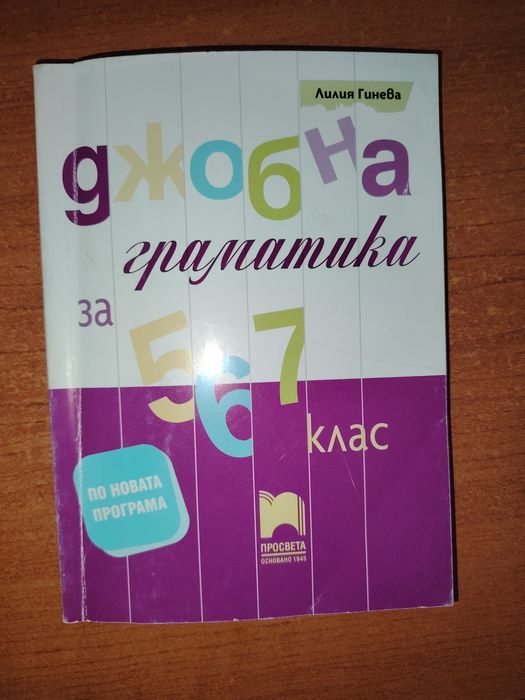 Лилия Гинева
джобна
граматика
за
5 6 7
клас
ПО НОВАТА
ПРОГРАМА
ПРОСВЕТА
ОСНОВАНО 1945